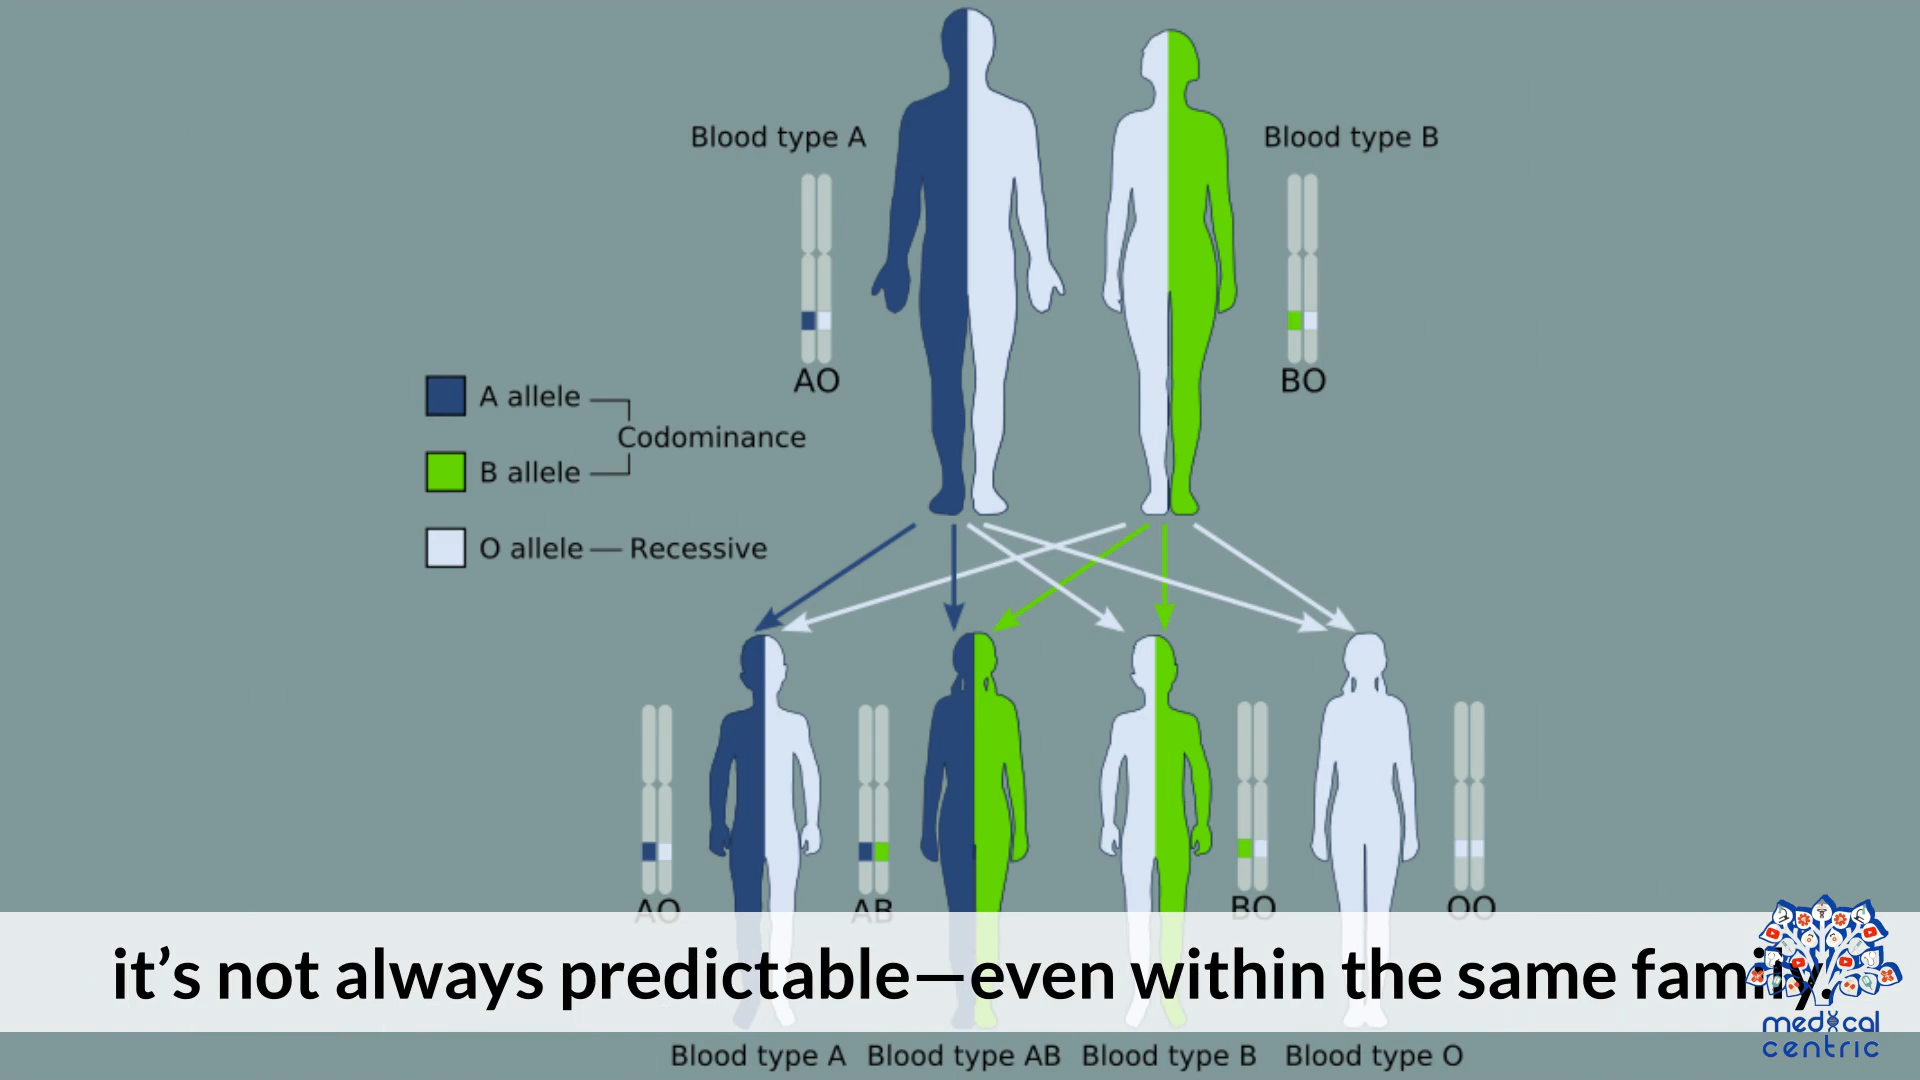 Blood type A
Blood type B
AO
BO
A allele
Codominance
B allele
O allele — Recessive
AO
AB
BO
OO
it’s not always predictable—even within the same family.
medical
centric
Blood type A
Blood type AB
Blood type B
Blood type O